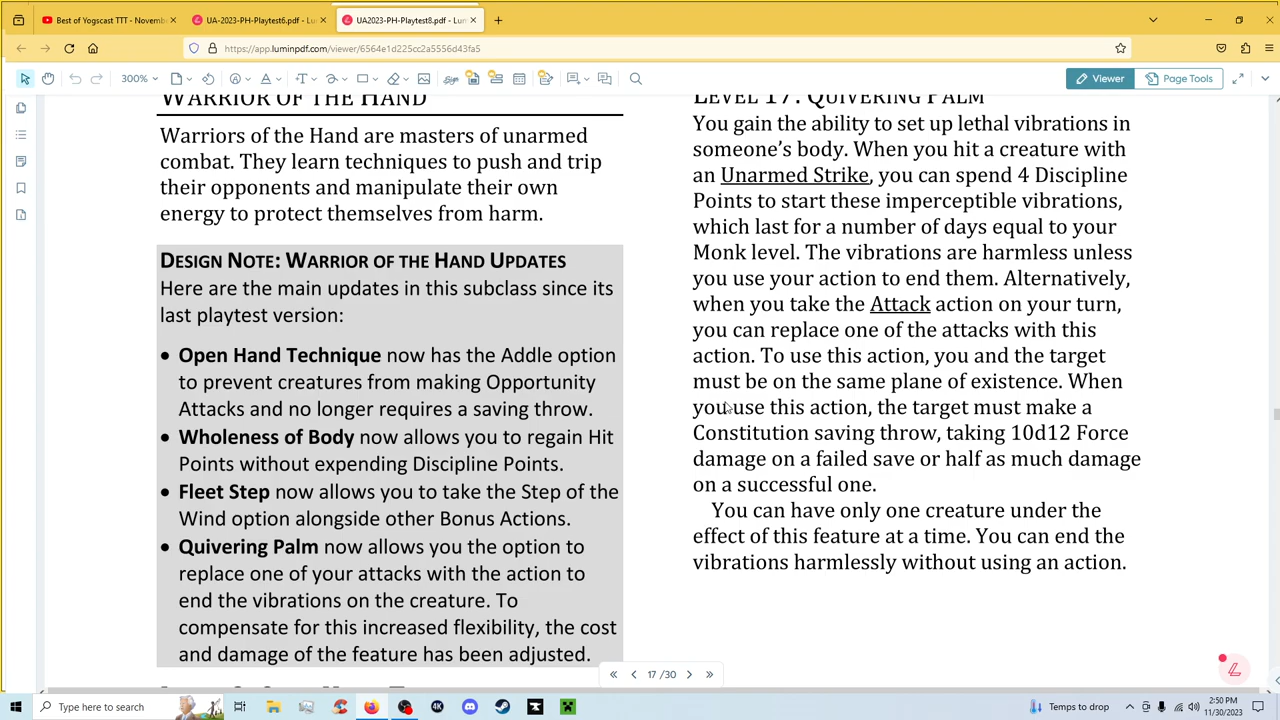 Best of Yogscast TTT - Novemb
UA-2023-PH-Playtest6.pdf - Lu
UA2023-PH-Playtest8.pdf - Lum
https://app.luminpdf.com/viewer/6564e1d225cc2a5556d43fa5
300%
Viewer
Page Tools
WARRIOR OF THE HAND
Warriors of the Hand are masters of unarmed
combat. They learn techniques to push and trip
their opponents and manipulate their own
energy to protect themselves from harm.
DESIGN NOTE: WARRIOR OF THE HAND UPDATES
Here are the main updates in this subclass since its
last playtest version:
• Open Hand Technique now has the Addle option
to prevent creatures from making Opportunity
Attacks and no longer requires a saving throw.
• Wholeness of Body now allows you to regain Hit
Points without expending Discipline Points.
• Fleet Step now allows you to take the Step of the
Wind option alongside other Bonus Actions.
• Quivering Palm now allows you the option to
replace one of your attacks with the action to
end the vibrations on the creature. To
compensate for this increased flexibility, the cost
and damage of the feature has been adjusted.
LEVEL 17: QUIVERING PALM
You gain the ability to set up lethal vibrations in
someone's body. When you hit a creature with
an Unarmed Strike, you can spend 4 Discipline
Points to start these imperceptible vibrations,
which last for a number of days equal to your
Monk level. The vibrations are harmless unless
you use your action to end them. Alternatively,
when you take the Attack action on your turn,
you can replace one of the attacks with this
action. To use this action, you and the target
must be on the same plane of existence. When
you use this action, the target must make a
Constitution saving throw, taking 10d12 Force
damage on a failed save or half as much damage
on a successful one.
You can have only one creature under the
effect of this feature at a time. You can end the
vibrations harmlessly without using an action.
17 /30
Type here to search
Temps to drop
2:50 PM
11/30/2023